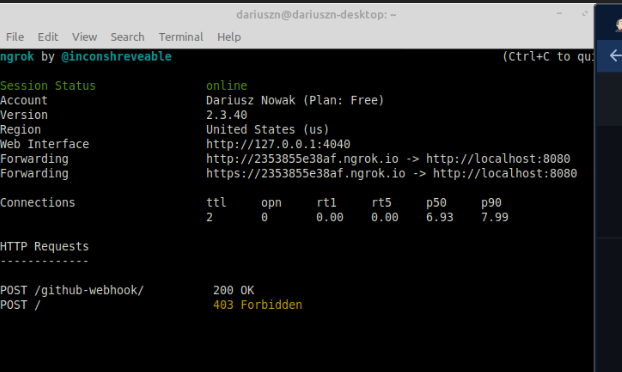 dariuszn@dariuszn-desktop: ~
File Edit View Search Terminal Help
ngrok by @inconshreveable (Ctrl+C to qui
Session Status online
Account Dariusz Nowak (Plan: Free)
Version 2.3.40
Region United States (us)
Web Interface http://127.0.0.1:4040
Forwarding http://2353855e38af.ngrok.io -> http://localhost:8080
Forwarding https://2353855e38af.ngrok.io -> http://localhost:8080
Connections ttl opn rt1 rt5 p50 p90
2 0 0.00 0.00 6.93 7.99
HTTP Requests
-------------
POST /github-webhook/ 200 OK
POST / 403 Forbidden